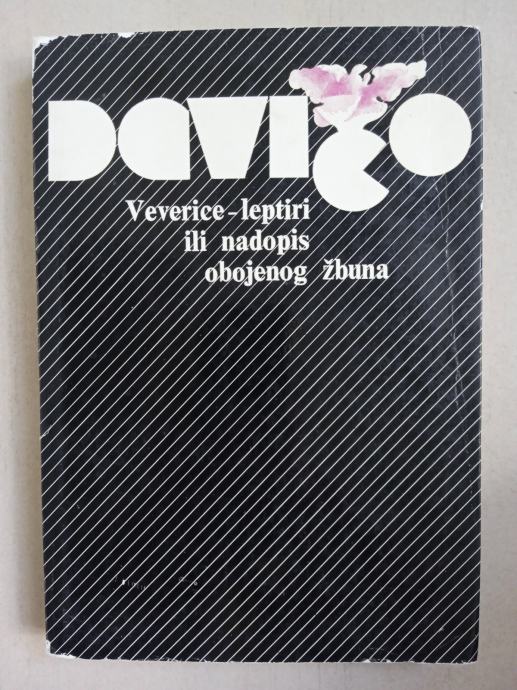 DAVIČO
Veverice-leptiri
ili nadopis
obojenog žbuna